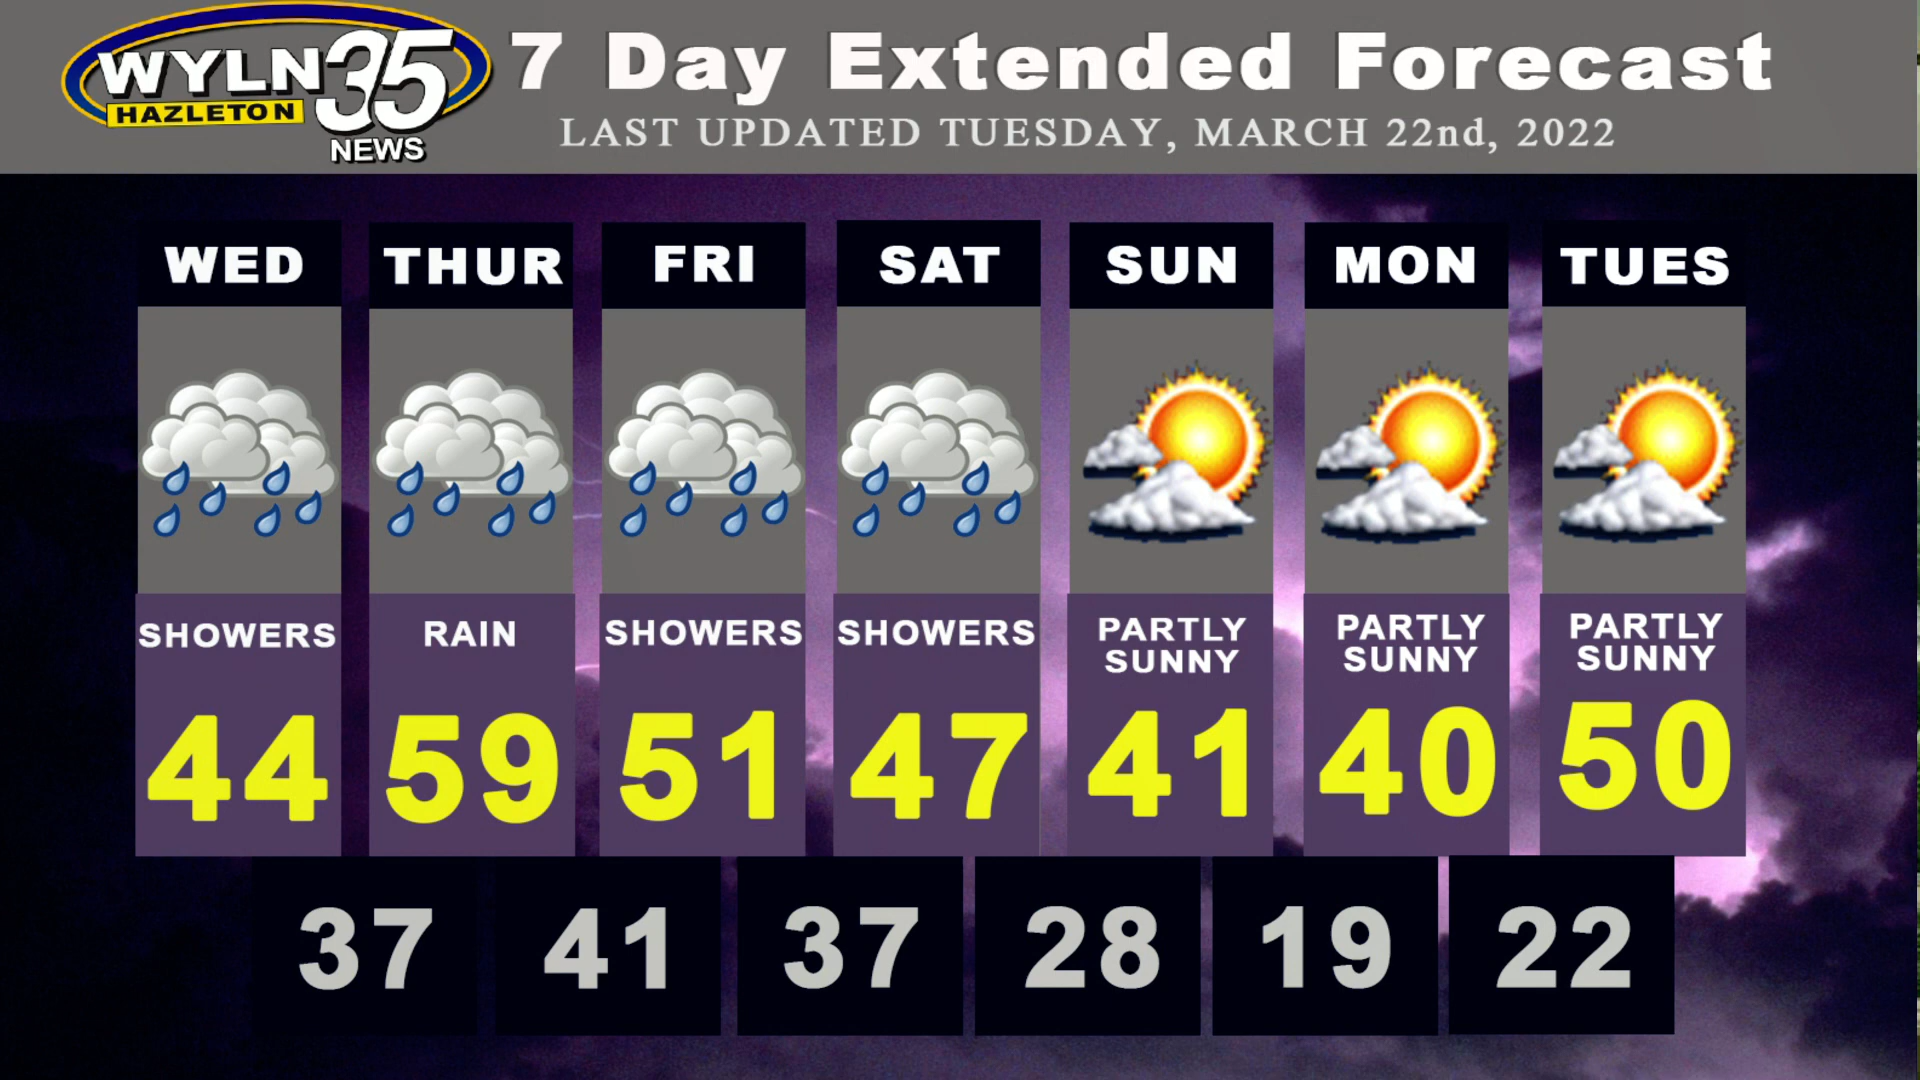 WYLN 35
HAZLETON
NEWS
7 Day Extended Forecast
LAST UPDATED TUESDAY, MARCH 22nd, 2022
WED THUR FRI SAT SUN MON TUES
SHOWERS RAIN SHOWERS SHOWERS PARTLY SUNNY PARTLY SUNNY PARTLY SUNNY
44 59 51 47 41 40 50
37 41 37 28 19 22